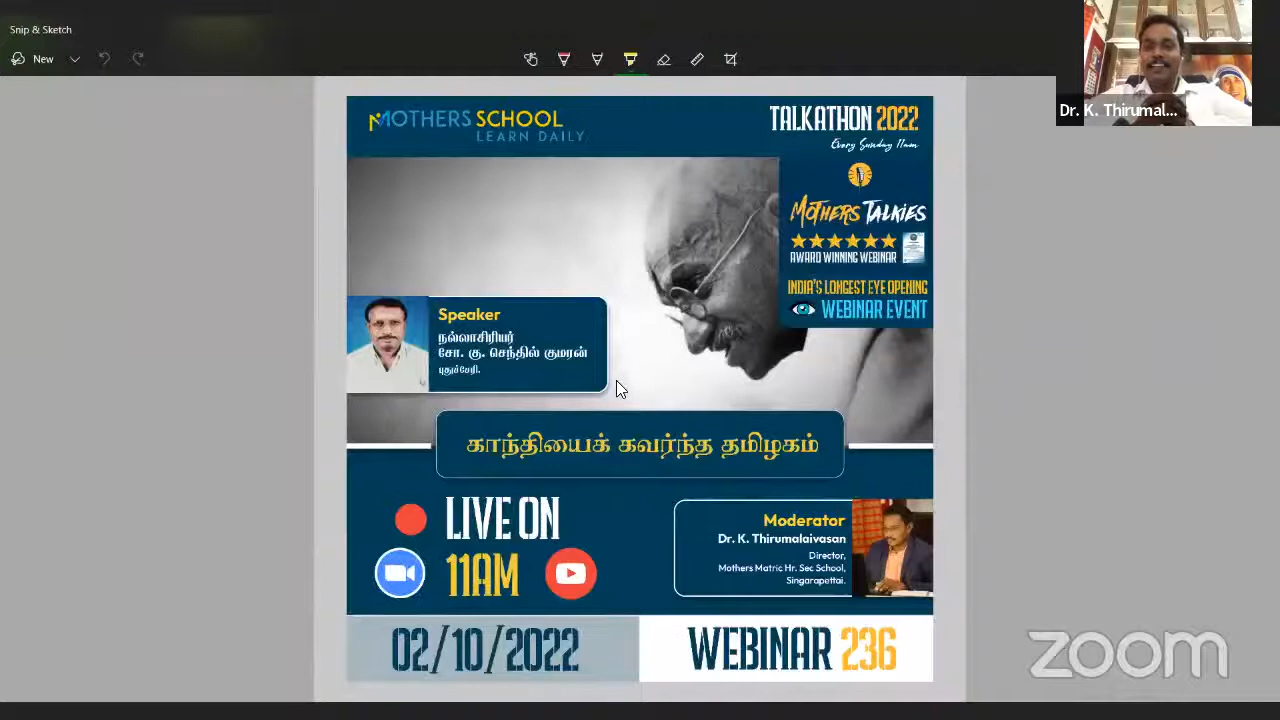 Snip & Sketch
New
Dr. K. Thirumal...
MOTHERS SCHOOL
LEARN DAILY
TALKATHON 2022
Every Sunday 11am
MOTHERS TALKIES
AWARD WINNING WEBINAR
INDIA'S LONGEST EYE OPENING
WEBINAR EVENT
Speaker
நல்லாசிரியர்
சோ. கு. செந்தில் குமரன்
புதுச்சேரி.
காந்தியைக் கவர்ந்த தமிழகம்
LIVE ON
11AM
Moderator
Dr. K. Thirumalaivasan
Director,
Mothers Matric Hr. Sec School,
Singarapettai.
02/10/2022
WEBINAR 236
zoom